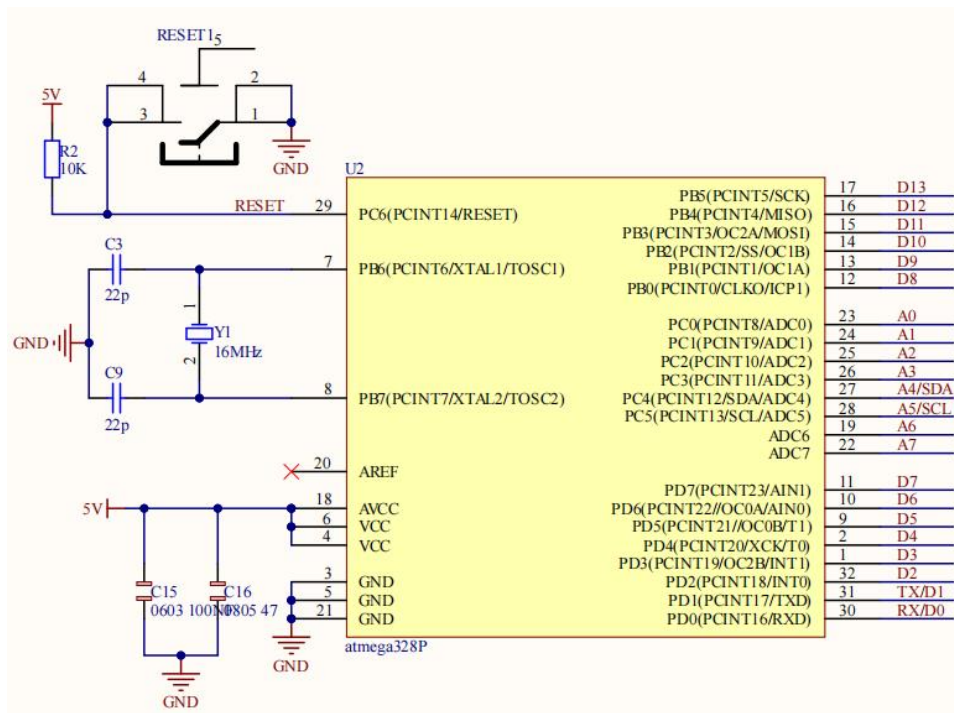 RESET1
5
4
2
3
1
5V
R2
10K
GND
U2
RESET
29
PC6(PCINT14/RESET)
C3
22p
7
PB6(PCINT6/XTAL1/TOSC1)
1
Y1
16MHz
2
GND
C9
22p
8
PB7(PCINT7/XTAL2/TOSC2)
20
AREF
5V
18
AVCC
6
VCC
4
VCC
3
GND
5
GND
21
GND
C15
0603 100NF
C16
0805 47
GND
GND
atmega328P
PB5(PCINT5/SCK) 17 D13
PB4(PCINT4/MISO) 16 D12
PB3(PCINT3/OC2A/MOSI) 15 D11
PB2(PCINT2/SS/OC1B) 14 D10
PB1(PCINT1/OC1A) 13 D9
PB0(PCINT0/CLKO/ICP1) 12 D8
PC0(PCINT8/ADC0) 23 A0
PC1(PCINT9/ADC1) 24 A1
PC2(PCINT10/ADC2) 25 A2
PC3(PCINT11/ADC3) 26 A3
PC4(PCINT12/SDA/ADC4) 27 A4/SDA
PC5(PCINT13/SCL/ADC5) 28 A5/SCL
ADC6 19 A6
ADC7 22 A7
PD7(PCINT23/AIN1) 11 D7
PD6(PCINT22//OC0A/AIN0) 10 D6
PD5(PCINT21//OC0B/T1) 9 D5
PD4(PCINT20/XCK/T0) 2 D4
PD3(PCINT19/OC2B/INT1) 1 D3
PD2(PCINT18/INT0) 32 D2
PD1(PCINT17/TXD) 31 TX/D1
PD0(PCINT16/RXD) 30 RX/D0